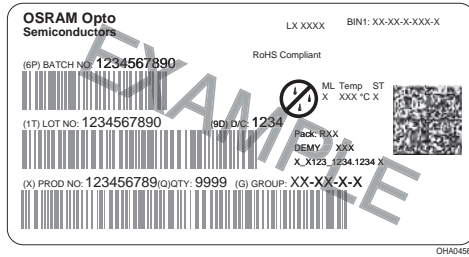 OSRAM Opto
Semiconductors
LX XXXX
BIN1: XX-XX-X-XXX-X
RoHS Compliant
(6P) BATCH NO: 1234567890
ML Temp ST
X XXX °C X
(1T) LOT NO: 1234567890
(9D) D/C: 1234
Pack: RXX
DEMY XXX
X_X123_1234.1234 X
(X) PROD NO: 123456789(Q)QTY: 9999 (G) GROUP: XX-XX-X-X
EXAMPLE
OHA04563